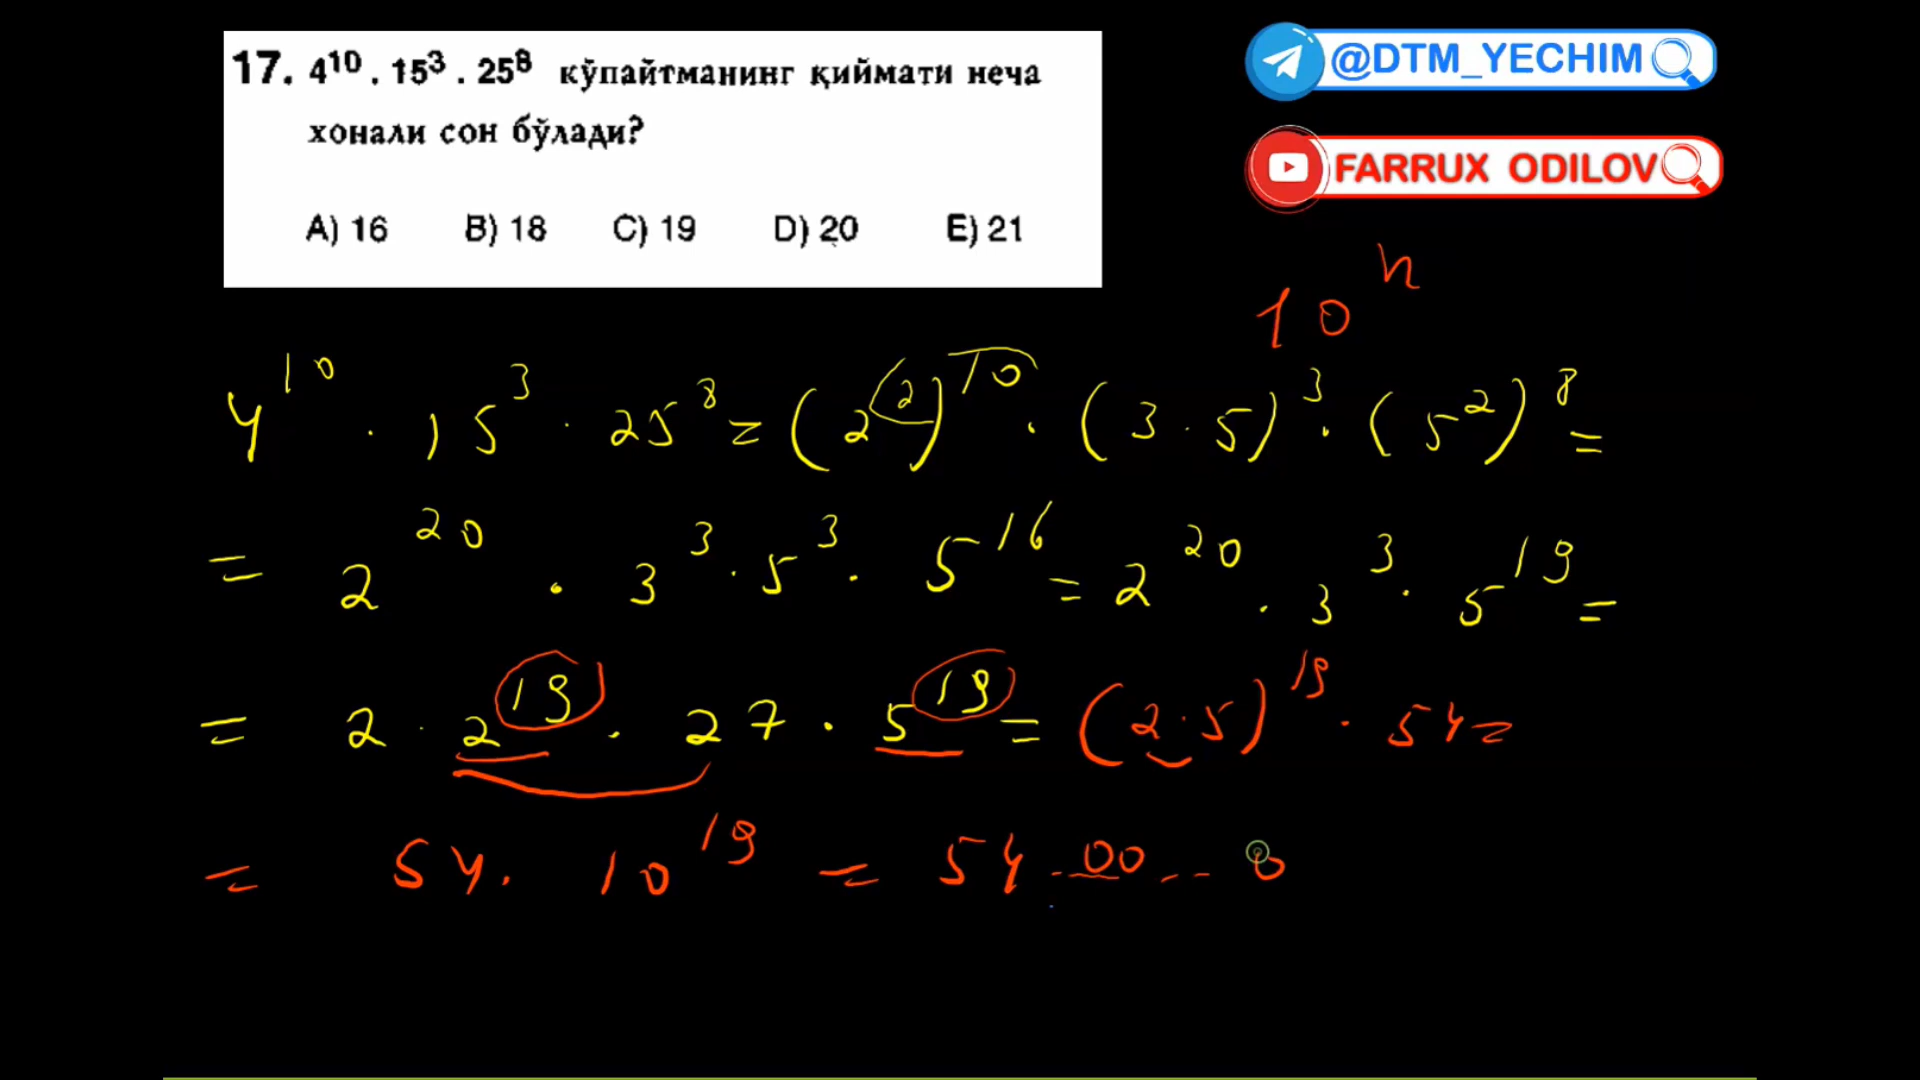 17. 4¹⁰ . 15³ . 25⁸ кўпайтманинг қиймати неча
хонали сон бўлади?
A) 16 B) 18 C) 19 D) 20 E) 21
@DTM_YECHIM
FARRUX ODILOV
10ⁿ
4¹⁰ · 15³ · 25⁸ = (2²)¹⁰ · (3 · 5)³ · (5²)⁸ =
= 2²⁰ · 3³ · 5³ · 5¹⁶ = 2²⁰ · 3³ · 5¹⁹ =
= 2 · 2¹⁹ · 27 · 5¹⁹ = (2 · 5)¹⁹ · 54 =
= 54 · 10¹⁹ = 54 00 ... 0